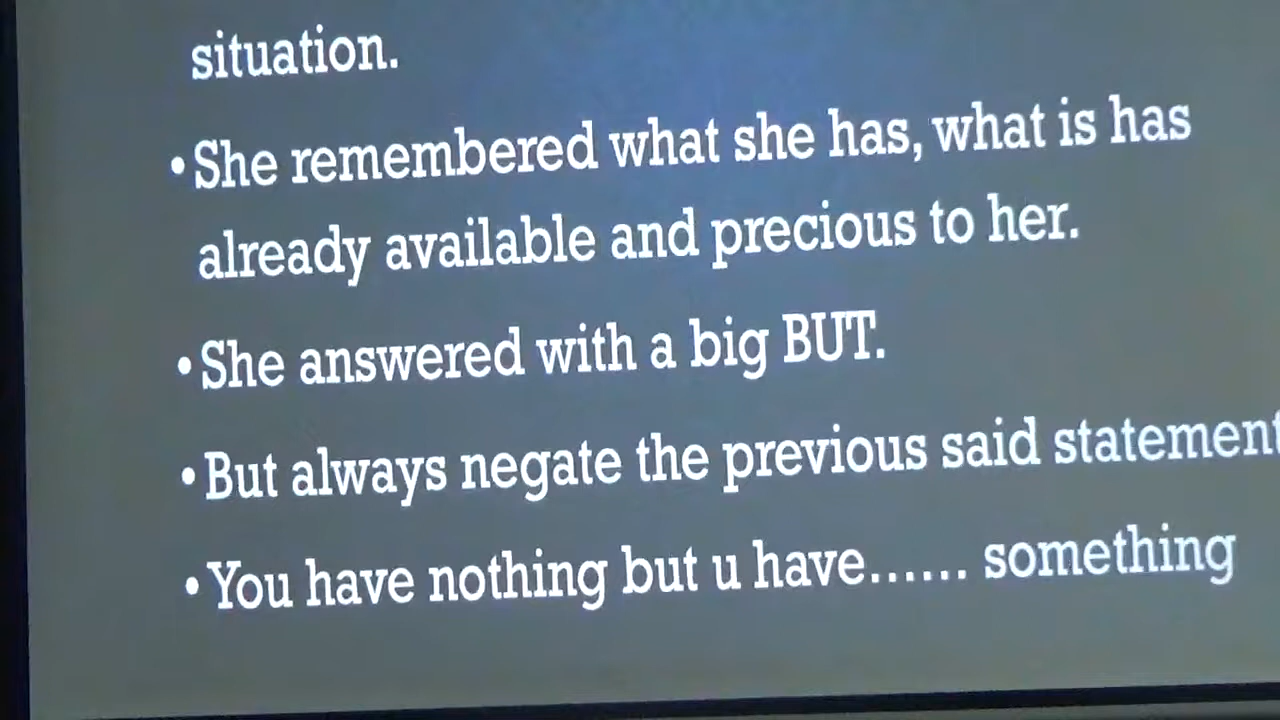 situation.
•She remembered what she has, what is has
already available and precious to her.
•She answered with a big BUT.
•But always negate the previous said statement
•You have nothing but u have...... something